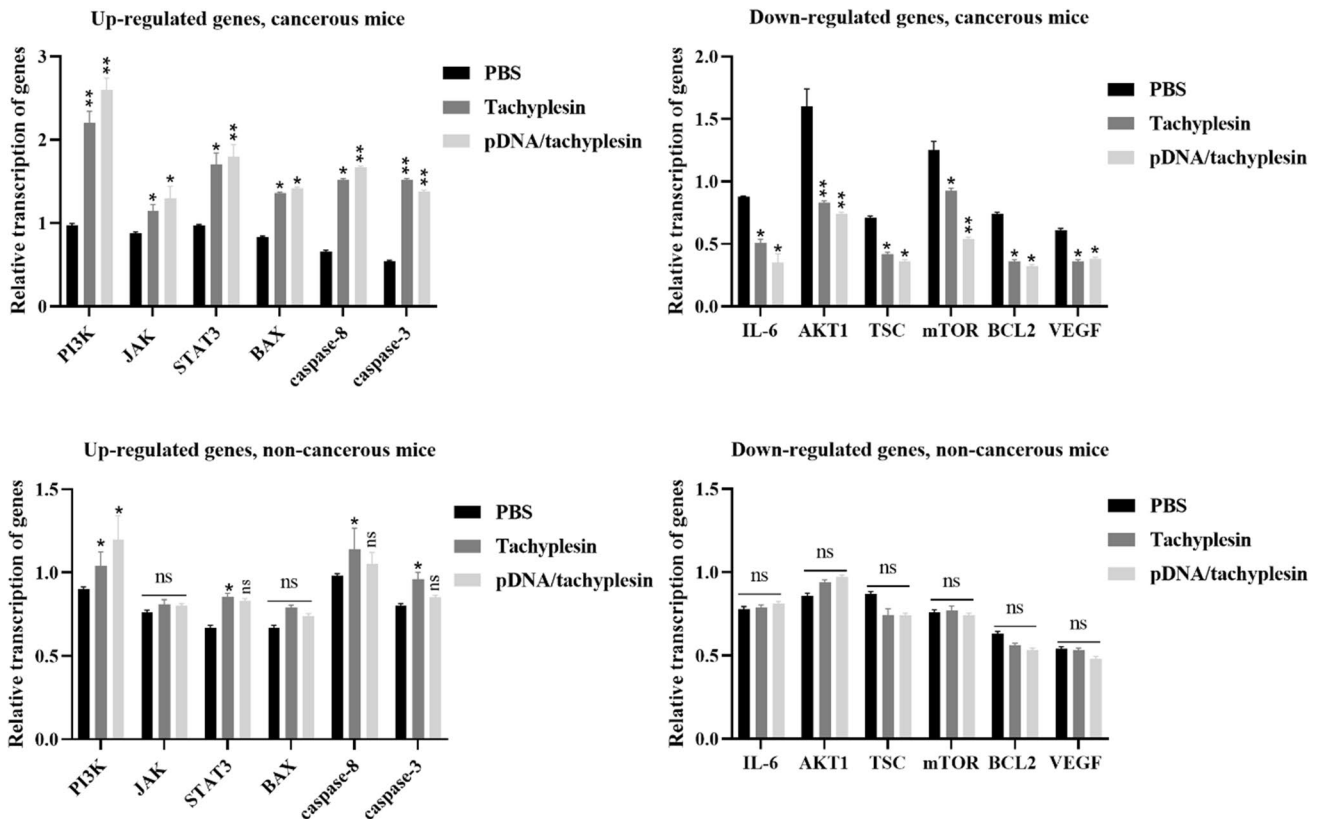 Up-regulated genes, cancerous mice
Relative transcription of genes
3
2
1
0
** ** * * * ** * * * ** ** **
PI3K JAK STAT3 BAX caspase-8 caspase-3
PBS
Tachyplesin
pDNA/tachyplesin
Down-regulated genes, cancerous mice
Relative transcription of genes
2.0
1.5
1.0
0.5
0.0
* * ** ** * * * ** * * * *
IL-6 AKT1 TSC mTOR BCL2 VEGF
PBS
Tachyplesin
pDNA/tachyplesin
Up-regulated genes, non-cancerous mice
Relative transcription of genes
1.5
1.0
0.5
0.0
* * ns * ns ns * ns * ns
PI3K JAK STAT3 BAX caspase-8 caspase-3
PBS
Tachyplesin
pDNA/tachyplesin
Down-regulated genes, non-cancerous mice
Relative transcription of genes
1.5
1.0
0.5
0.0
ns ns ns ns ns ns
IL-6 AKT1 TSC mTOR BCL2 VEGF
PBS
Tachyplesin
pDNA/tachyplesin